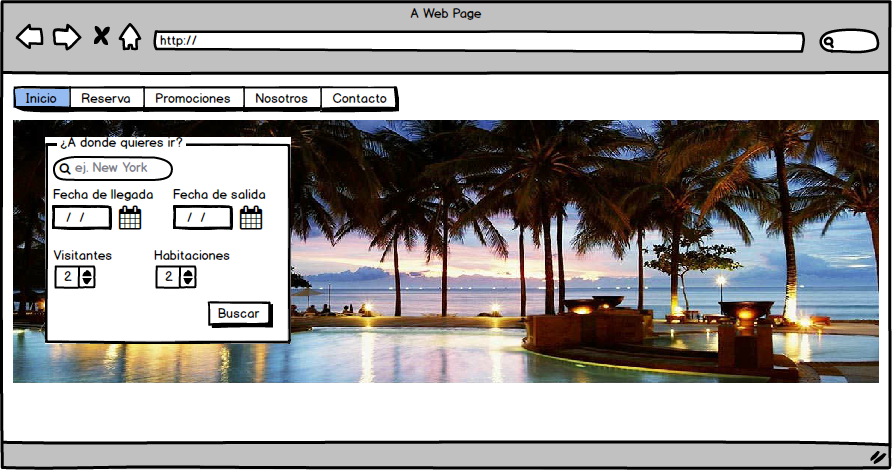 A Web Page
http://
Inicio Reserva Promociones Nosotros Contacto
¿A donde quieres ir?
ej. New York
Fecha de llegada Fecha de salida
/ / / /
Visitantes Habitaciones
2 2
Buscar